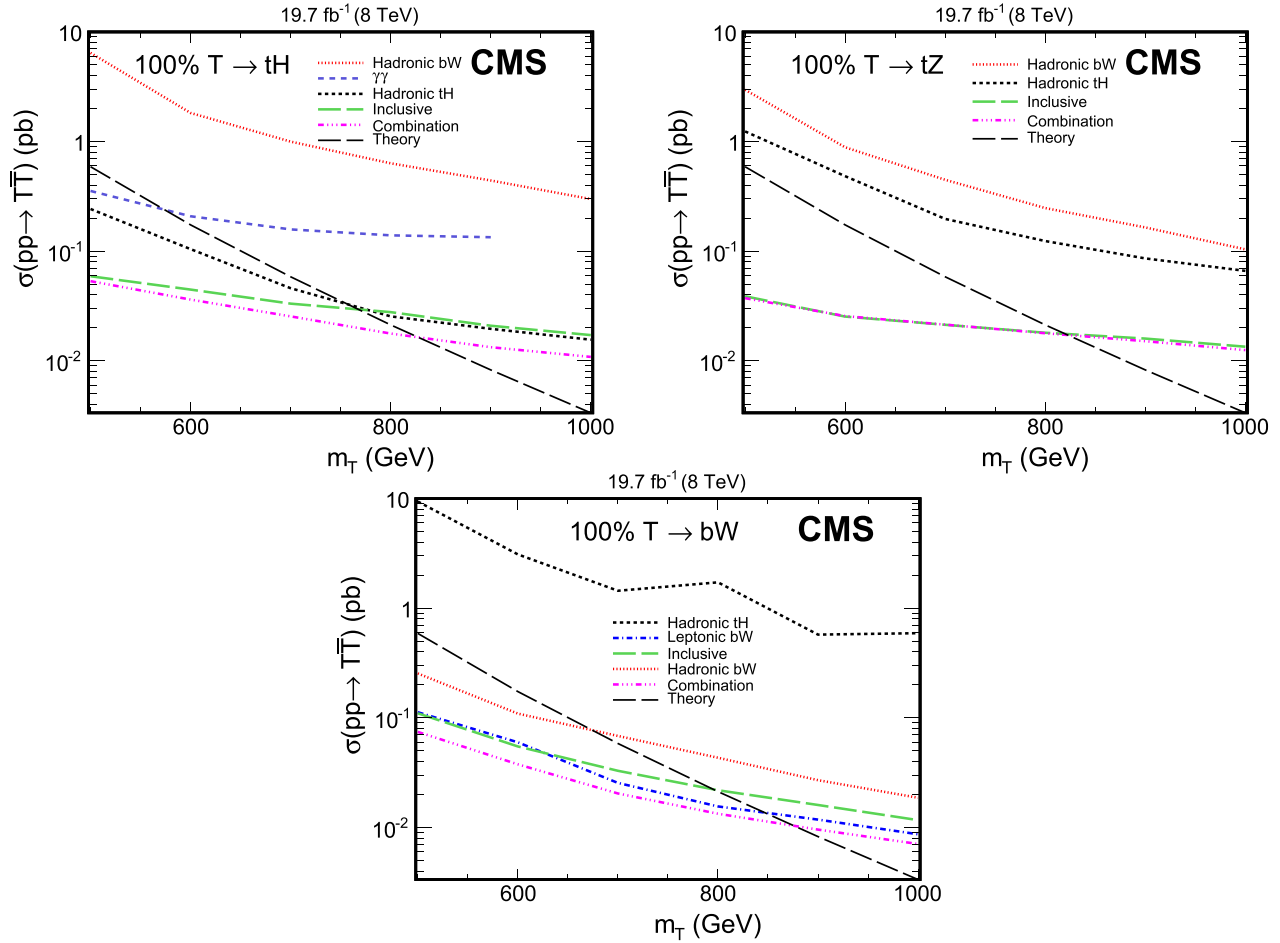 19.7 fb⁻¹ (8 TeV)
100% T → tH
CMS
Hadronic bW
γγ
Hadronic tH
Inclusive
Combination
Theory
σ(pp→ TT̅) (pb)
10
1
10⁻¹
10⁻²
600
800
1000
m_T (GeV)
19.7 fb⁻¹ (8 TeV)
100% T → tZ
CMS
Hadronic bW
Hadronic tH
Inclusive
Combination
Theory
σ(pp→ TT̅) (pb)
10
1
10⁻¹
10⁻²
600
800
1000
m_T (GeV)
19.7 fb⁻¹ (8 TeV)
100% T → bW
CMS
Hadronic tH
Leptonic bW
Inclusive
Hadronic bW
Combination
Theory
σ(pp→ TT̅) (pb)
10
1
10⁻¹
10⁻²
600
800
1000
m_T (GeV)